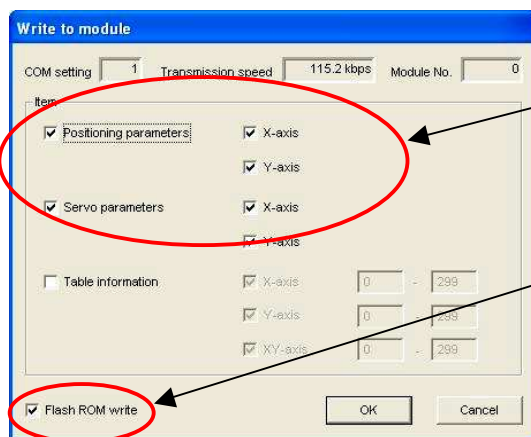 Write to module
COM setting 1 Transmission speed 115.2 kbps Module No. 0
Item
Positioning parameters X-axis
Y-axis
Servo parameters X-axis
Y-axis
Table information X-axis 0 - 299
Y-axis 0 - 299
XY-axis 0 - 299
Flash ROM write OK Cancel